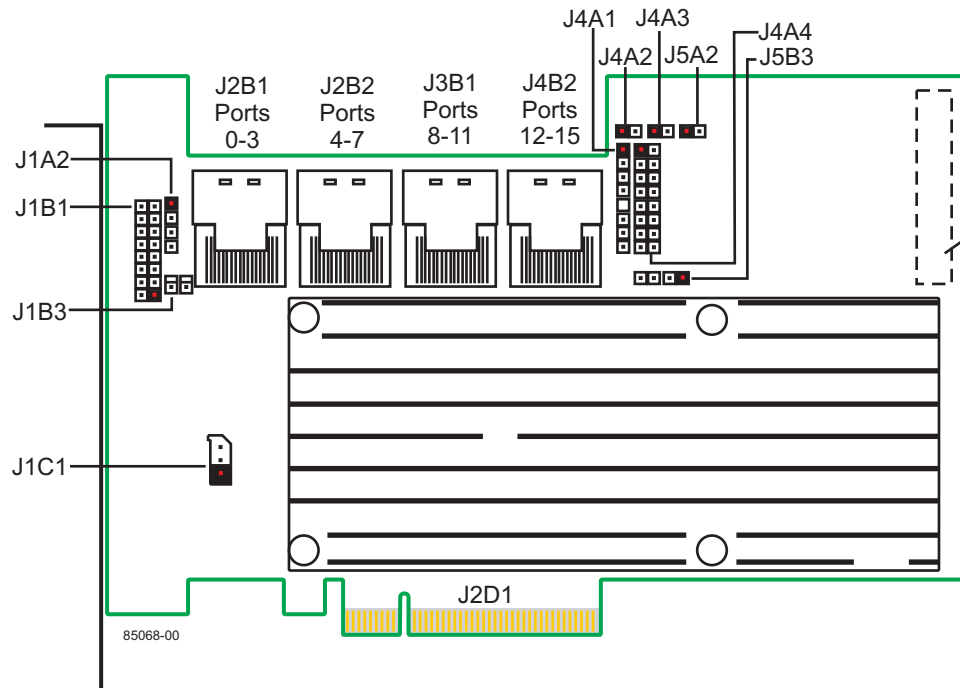 J4A1
J4A3
J4A4
J4A2
J5A2
J5B3
J2B1
Ports
0-3
J2B2
Ports
4-7
J3B1
Ports
8-11
J4B2
Ports
12-15
J1A2
J1B1
J1B3
J1C1
J2D1
85068-00